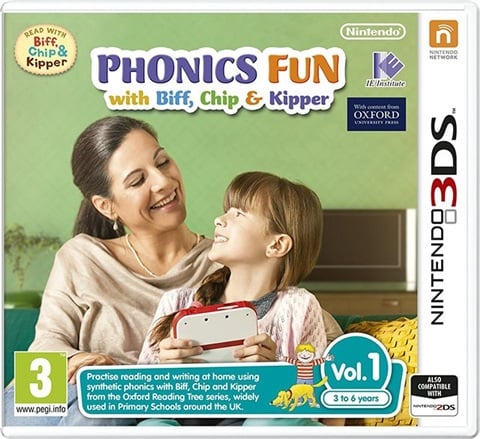 READ WITH
Biff,
Chip &
Kipper
Nintendo
NINTENDO
NETWORK
PHONICS FUN
with Biff, Chip & Kipper
IE Institute
With content from
OXFORD
UNIVERSITY PRESS
NINTENDO 3DS™
3
www.pegi.info
Practise reading and writing at home using
synthetic phonics with Biff, Chip and Kipper
from the Oxford Reading Tree series, widely
used in Primary Schools around the UK.
Vol.1
3 to 6 years
ALSO
COMPATIBLE
WITH
NINTENDO 2DS